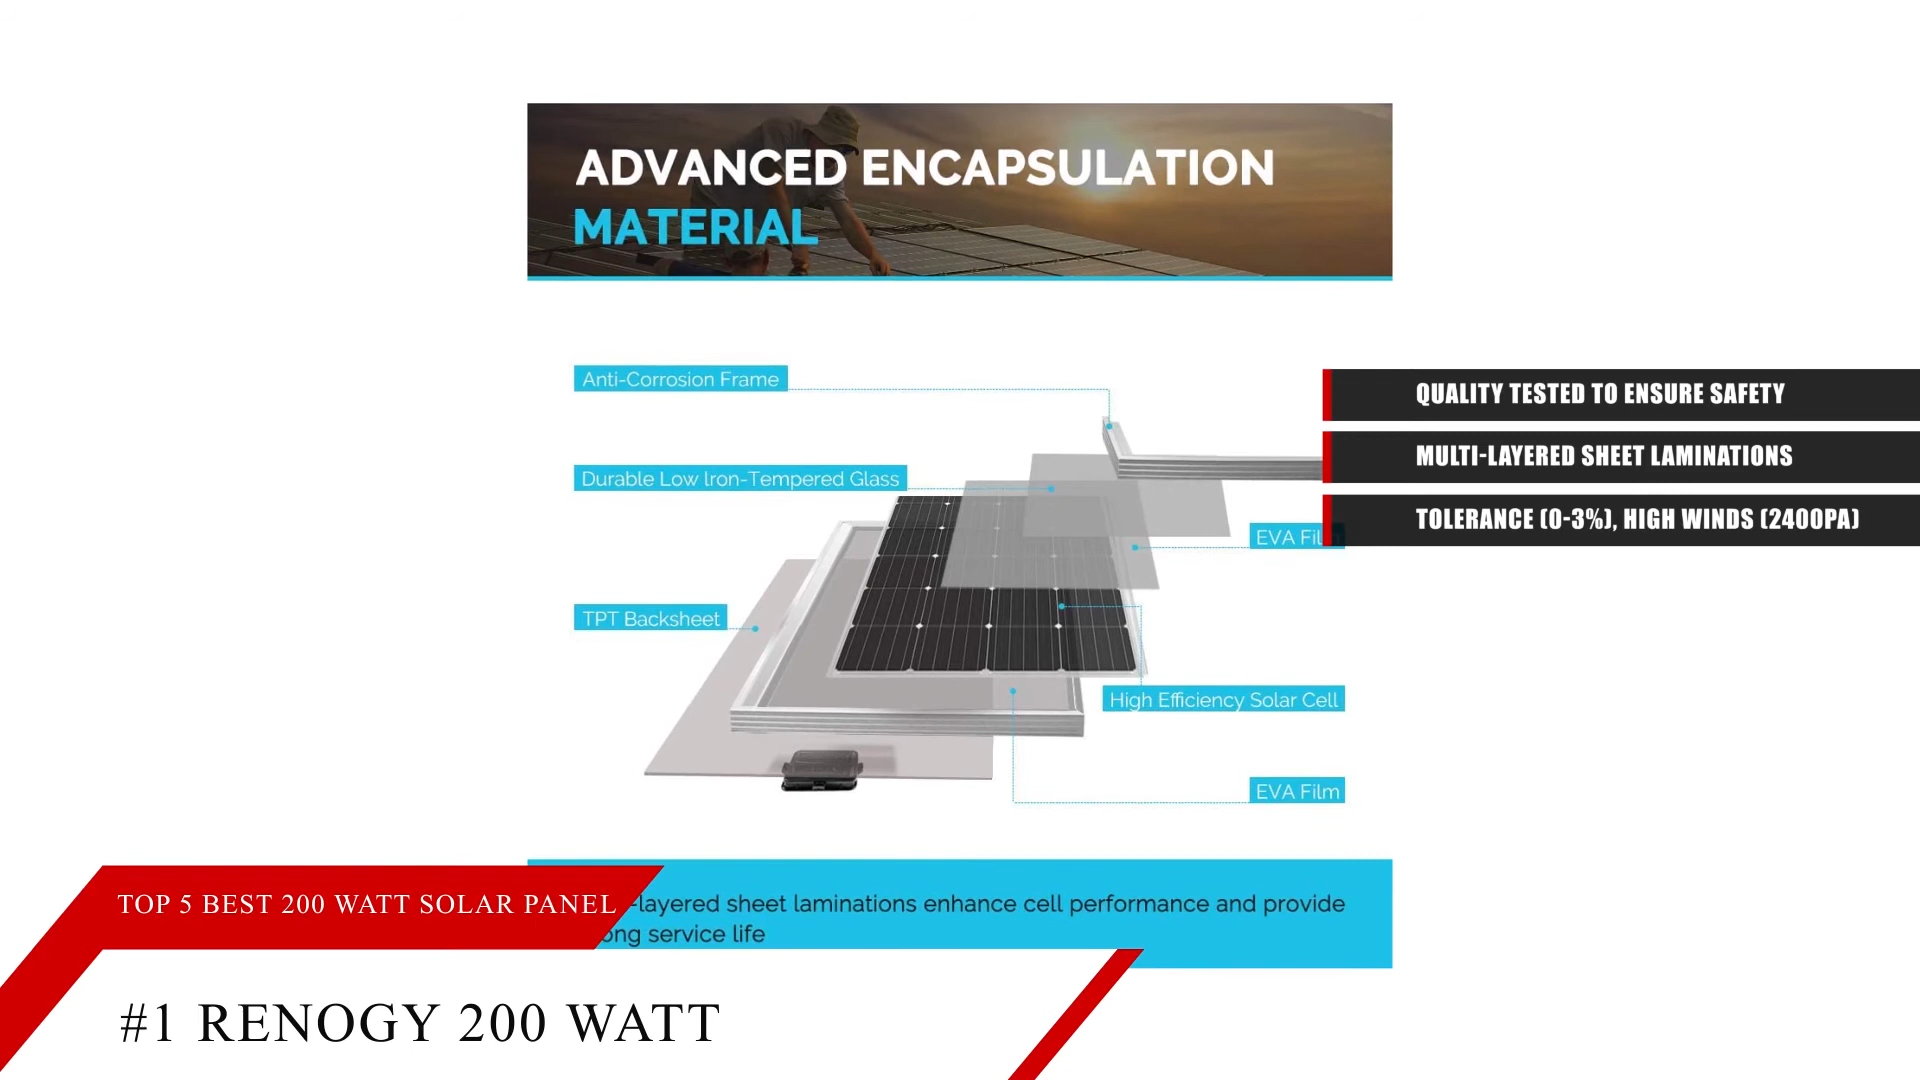 ADVANCED ENCAPSULATION
MATERIAL
Anti-Corrosion Frame
QUALITY TESTED TO ENSURE SAFETY
MULTI-LAYERED SHEET LAMINATIONS
Durable Low Iron-Tempered Glass
TOLERANCE (0-3%), HIGH WINDS (2400PA)
EVA Film
TPT Backsheet
High Efficiency Solar Cell
EVA Film
TOP 5 BEST 200 WATT SOLAR PANEL
-layered sheet laminations enhance cell performance and provide
service life
#1 RENOGY 200 WATT